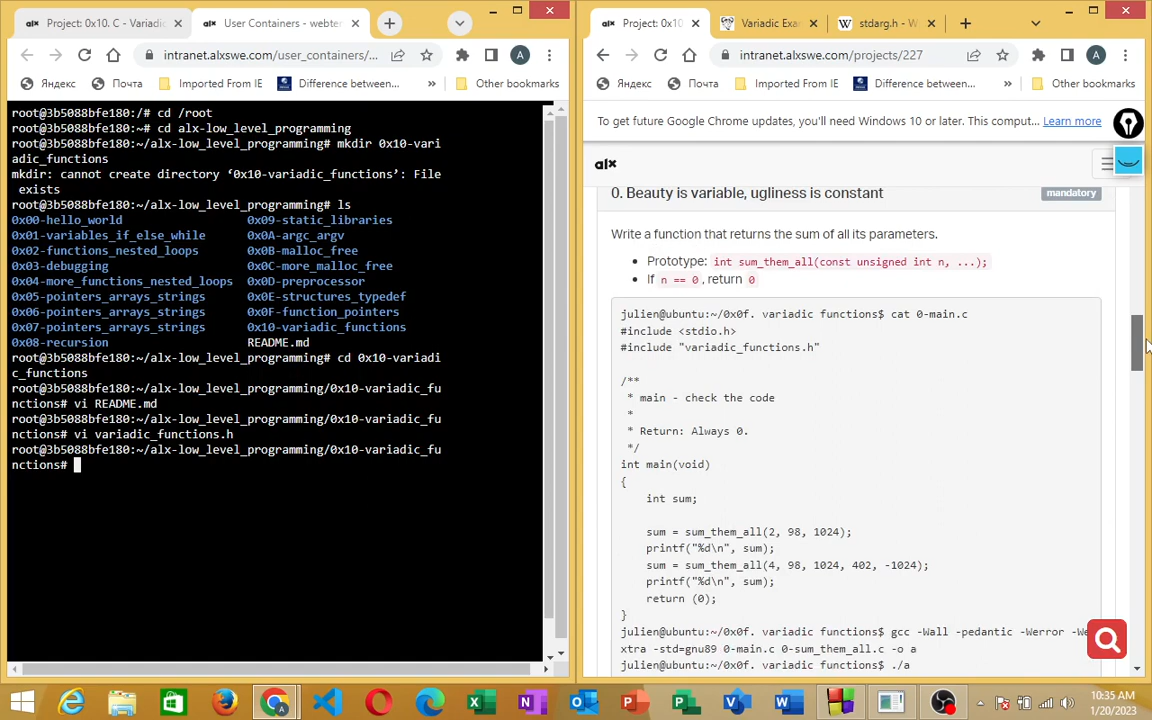 Project: 0x10. C - Variadic
User Containers - webter
intranet.alxswe.com/user_containers/...
A
Яндекс
Почта
Imported From IE
Difference between...
»
Other bookmarks
root@3b5088bfe180:/# cd /root
root@3b5088bfe180:~# cd alx-low_level_programming
root@3b5088bfe180:~/alx-low_level_programming# mkdir 0x10-vari
adic_functions
mkdir: cannot create directory ‘0x10-variadic_functions’: File
 exists
root@3b5088bfe180:~/alx-low_level_programming# ls
0x00-hello_world 0x09-static_libraries
0x01-variables_if_else_while 0x0A-argc_argv
0x02-functions_nested_loops 0x0B-malloc_free
0x03-debugging 0x0C-more_malloc_free
0x04-more_functions_nested_loops 0x0D-preprocessor
0x05-pointers_arrays_strings 0x0E-structures_typedef
0x06-pointers_arrays_strings 0x0F-function_pointers
0x07-pointers_arrays_strings 0x10-variadic_functions
0x08-recursion README.md
root@3b5088bfe180:~/alx-low_level_programming# cd 0x10-variadi
c_functions
root@3b5088bfe180:~/alx-low_level_programming/0x10-variadic_fu
nctions# vi README.md
root@3b5088bfe180:~/alx-low_level_programming/0x10-variadic_fu
nctions# vi variadic_functions.h
root@3b5088bfe180:~/alx-low_level_programming/0x10-variadic_fu
nctions#
Project: 0x10
Variadic Exa
stdarg.h - W
intranet.alxswe.com/projects/227
A
Яндекс
Почта
Imported From IE
Difference between...
»
Other bookmarks
To get future Google Chrome updates, you'll need Windows 10 or later. This comput... Learn more
alx
0. Beauty is variable, ugliness is constant
mandatory
Write a function that returns the sum of all its parameters.
• Prototype: int sum_them_all(const unsigned int n, ...);
• If n == 0 , return 0
julien@ubuntu:~/0x0f. variadic functions$ cat 0-main.c
#include <stdio.h>
#include "variadic_functions.h"
/**
 * main - check the code
 *
 * Return: Always 0.
 */
int main(void)
{
int sum;
sum = sum_them_all(2, 98, 1024);
printf("%d\n", sum);
sum = sum_them_all(4, 98, 1024, 402, -1024);
printf("%d\n", sum);
return (0);
}
julien@ubuntu:~/0x0f. variadic functions$ gcc -Wall -pedantic -Werror -We
xtra -std=gnu89 0-main.c 0-sum_them_all.c -o a
julien@ubuntu:~/0x0f. variadic functions$ ./a
10:35 AM
1/20/2023